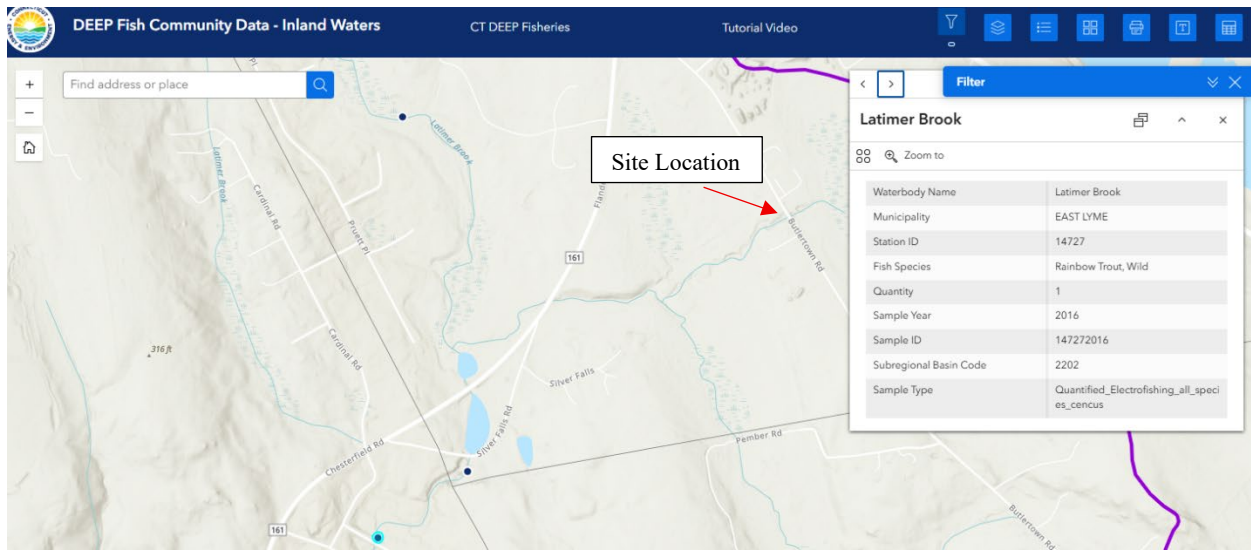 DEEP Fish Community Data - Inland Waters
CT DEEP Fisheries
Tutorial Video
Find address or place
Filter
Latimer Brook
Zoom to
Waterbody Name Latimer Brook
Municipality EAST LYME
Station ID 14727
Fish Species Rainbow Trout, Wild
Quantity 1
Sample Year 2016
Sample ID 147272016
Subregional Basin Code 2202
Sample Type Quantified_Electrofishing_all_speci
es_cencus
Site Location
Latimer Brook
Latimer Brook
Cardinal Rd
Pruett Pl
Fland
161
Butlertown Rd
316 ft
Cardinal Rd
Silver Falls
Silver Falls Rd
Chesterfield Rd
Pember Rd
161
Butlertown Rd